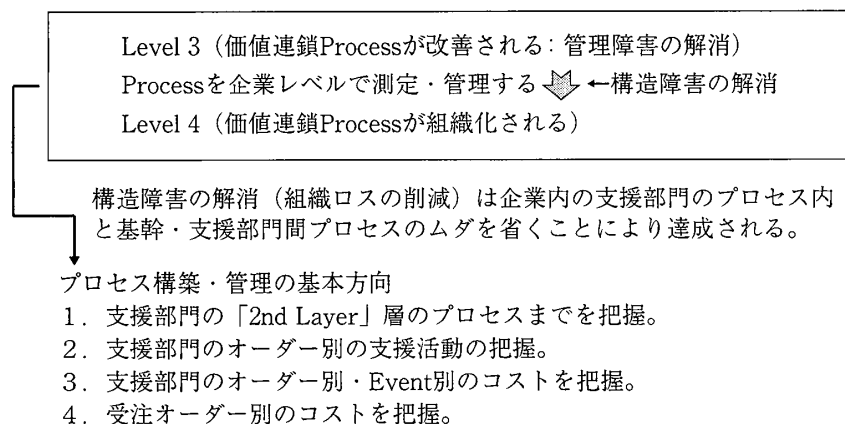 Level 3（価値連鎖Processが改善される：管理障害の解消）
Processを企業レベルで測定・管理する ←構造障害の解消
Level 4（価値連鎖Processが組織化される）
構造障害の解消（組織ロスの削減）は企業内の支援部門のプロセス内
と基幹・支援部門間プロセスのムダを省くことにより達成される。
プロセス構築・管理の基本方向
1．支援部門の「2nd Layer」層のプロセスまでを把握。
2．支援部門のオーダー別の支援活動の把握。
3．支援部門のオーダー別・Event別のコストを把握。
4．受注オーダー別のコストを把握。